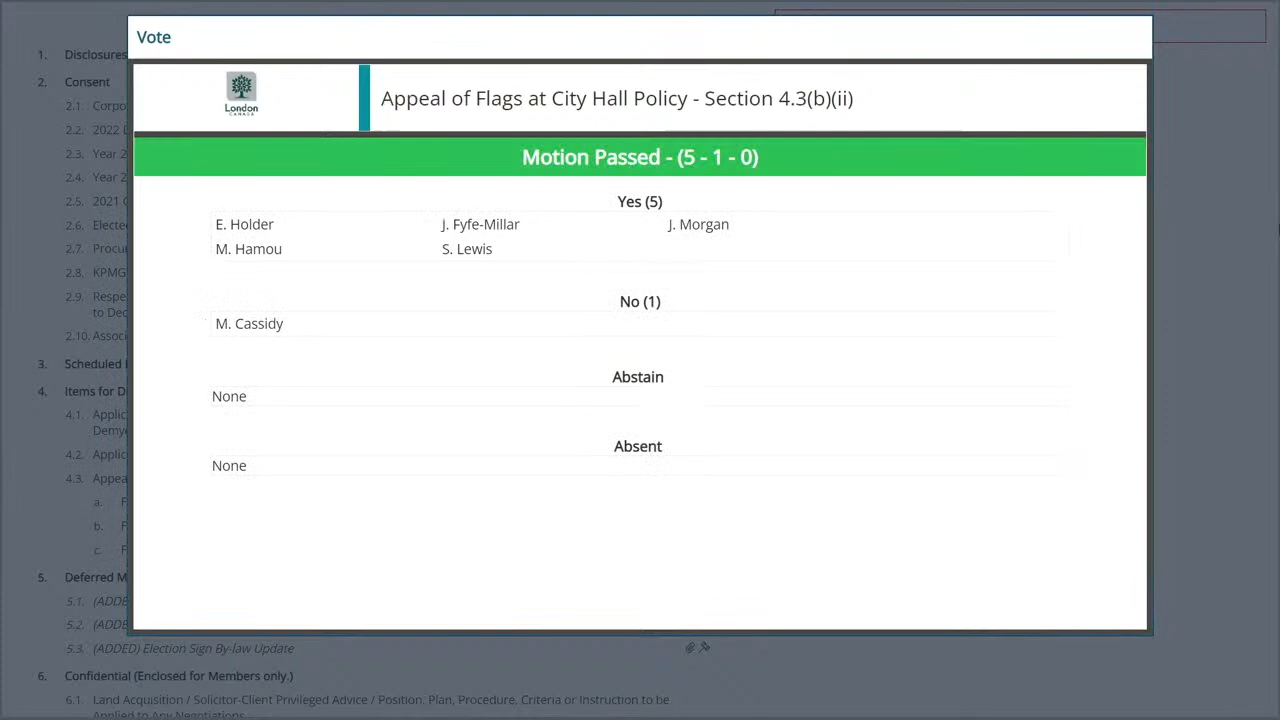 Vote
London
CANADA
Appeal of Flags at City Hall Policy - Section 4.3(b)(ii)
Motion Passed - (5 - 1 - 0)
Yes (5)
E. Holder J. Fyfe-Millar J. Morgan
M. Hamou S. Lewis
No (1)
M. Cassidy
Abstain
None
Absent
None
1. Disclosures
2. Consent
2.1. Corpo
2.2. 2022
2.3. Year 2
2.4. Year 2
2.5. 2021
2.6. Electe
2.7. Procu
2.8. KPMG
2.9. Respe
to Dec
2.10. Assoc
3. Scheduled
4. Items for D
4.1. Applic
Demye
4.2. Applic
4.3. Appea
a. F
b. F
c. F
5. Deferred M
5.1. (ADDE
5.2. (ADDE
5.3. (ADDED) Election Sign By-law Update
6. Confidential (Enclosed for Members only.)
6.1. Land Acquisition / Solicitor-Client Privileged Advice / Position, Plan, Procedure, Criteria or Instruction to be
Applied to Any Negotiations